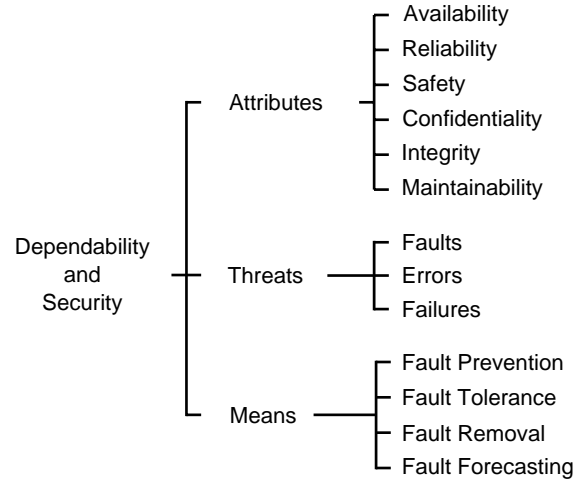 Dependability
and
Security
Attributes
Availability
Reliability
Safety
Confidentiality
Integrity
Maintainability
Threats
Faults
Errors
Failures
Means
Fault Prevention
Fault Tolerance
Fault Removal
Fault Forecasting